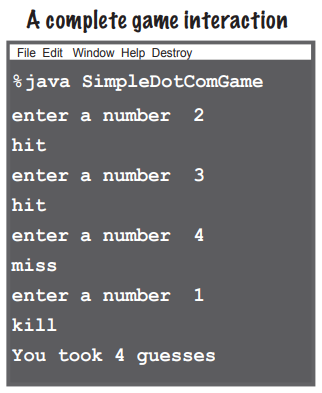 A complete game interaction
File Edit Window Help Destroy
%java SimpleDotComGame
enter a number 2
hit
enter a number 3
hit
enter a number 4
miss
enter a number 1
kill
You took 4 guesses